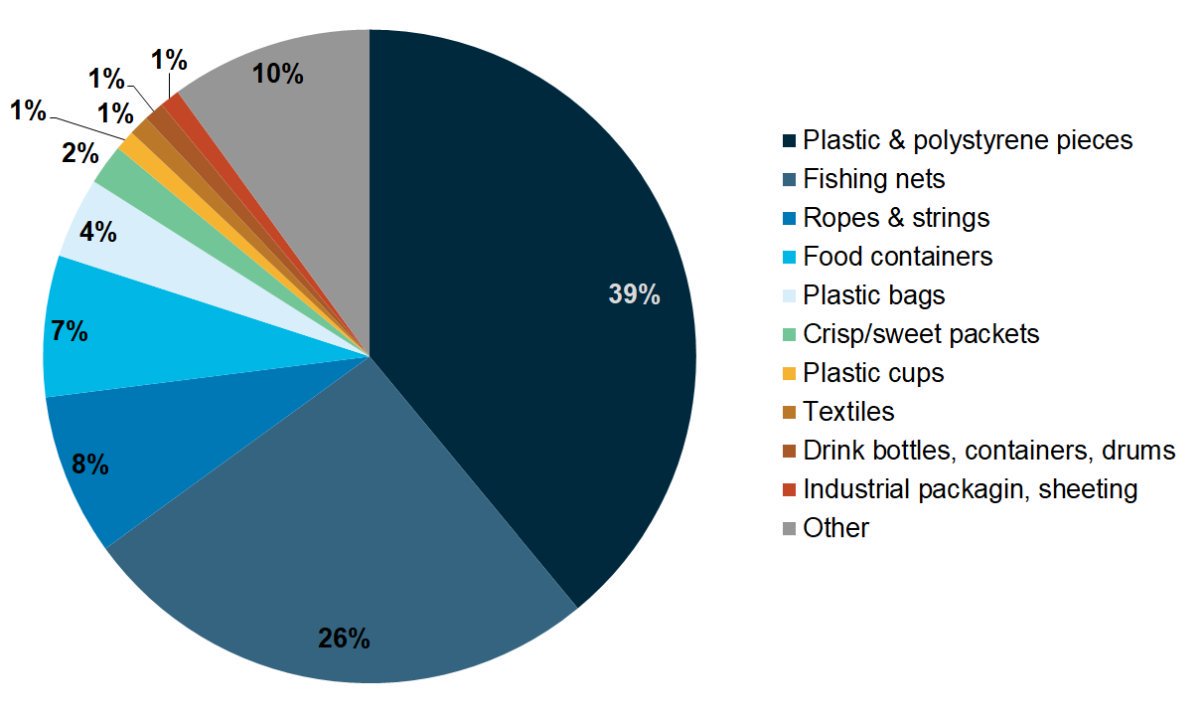 1%
1%
10%
1%
1%
2%
4%
7%
8%
26%
39%
Plastic & polystyrene pieces
Fishing nets
Ropes & strings
Food containers
Plastic bags
Crisp/sweet packets
Plastic cups
Textiles
Drink bottles, containers, drums
Industrial packagin, sheeting
Other